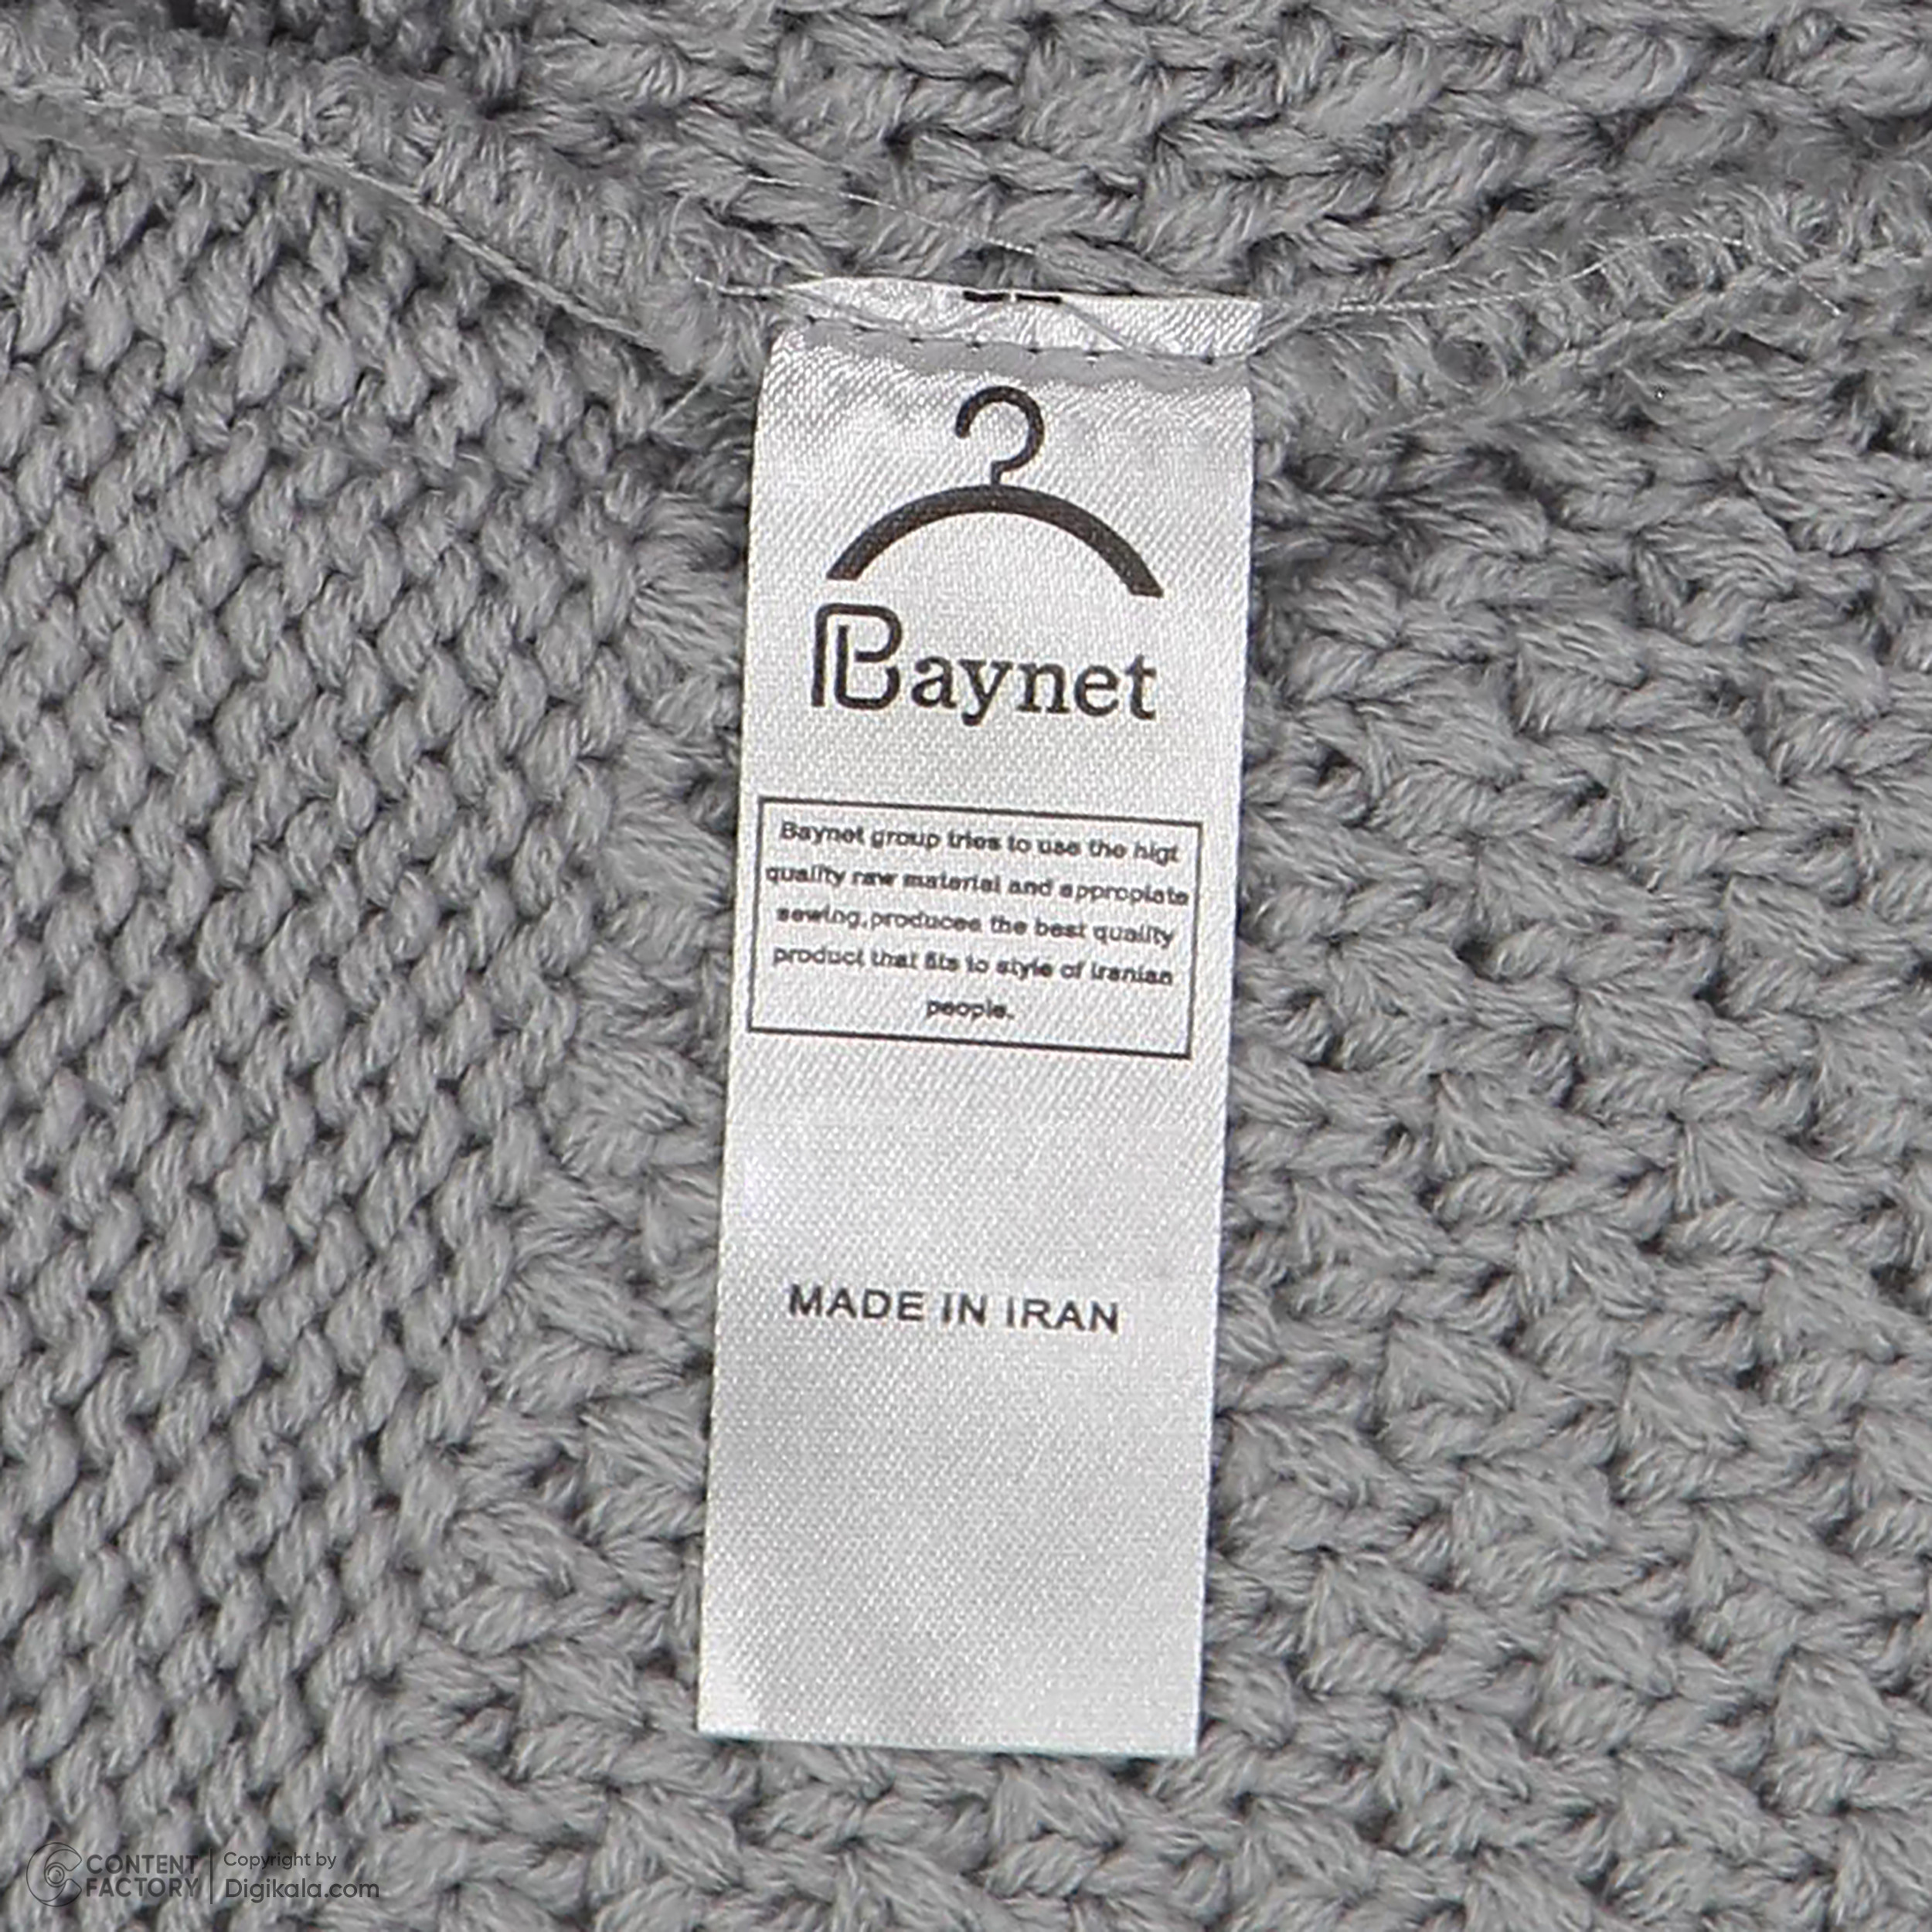 Baynet
Baynet group tries to use the higt
quality raw material and appropiate
sewing,producee the best quality
product that fits to style of iranian
people.
MADE IN IRAN
CONTENT
FACTORY
Copyright by
Digikala.com